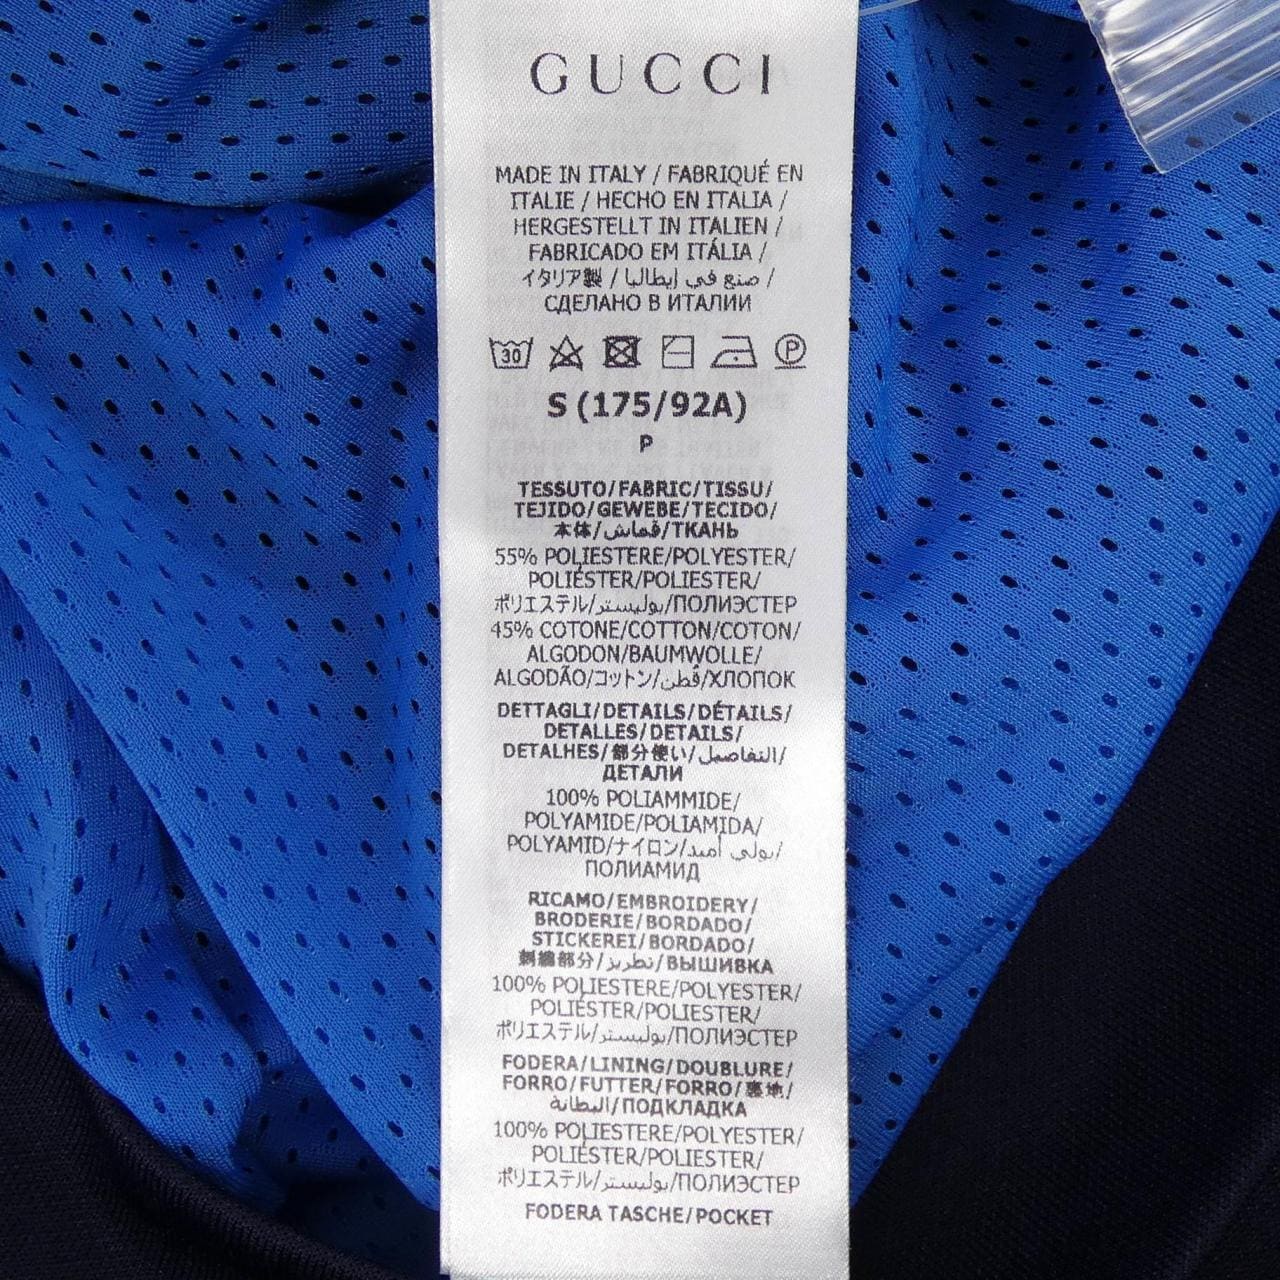 GUCCI
MADE IN ITALY / FABRIQUÉ EN
ITALIE / HECHO EN ITALIA /
HERGESTELLT IN ITALIEN /
FABRICADO EM ITÁLIA /
イタリア製 / صنع في إيطاليا /
СДЕЛАНО В ИТАЛИИ
30 P
S (175/92A)
P
TESSUTO/FABRIC/TISSU/
TEJIDO/GEWEBE/TECIDO/
本体/قماش/ТКАНЬ
55% POLIESTERE/POLYESTER/
POLIÉSTER/POLIESTER/
ポリエステル/بوليستر/ПОЛИЭСТЕР
45% COTONE/COTTON/COTON/
ALGODON/BAUMWOLLE/
ALGODÃO/コットン/قطن/ХЛОПОК
DETTAGLI/DETAILS/DÉTAILS/
DETALLES/DETAILS/
DETALHES/部分使い/التفاصيل/
ДЕТАЛИ
100% POLIAMMIDE/
POLYAMIDE/POLIAMIDA/
POLYAMID/ナイロン/بولي أميد/
ПОЛИАМИД
RICAMO/EMBROIDERY/
BRODERIE/BORDADO/
STICKEREI/BORDADO/
刺繍部分/تطريز/ВЫШИВКА
100% POLIESTERE/POLYESTER/
POLIÉSTER/POLIESTER/
ポリエステル/بوليستر/ПОЛИЭСТЕР
FODERA/LINING/DOUBLURE/
FORRO/FUTTER/FORRO/裏地/
البطانة/ПОДКЛАДКА
100% POLIESTERE/POLYESTER/
POLIÉSTER/POLIESTER/
ポリエステル/بوليستر/ПОЛИЭСТЕР
FODERA TASCHE/POCKET